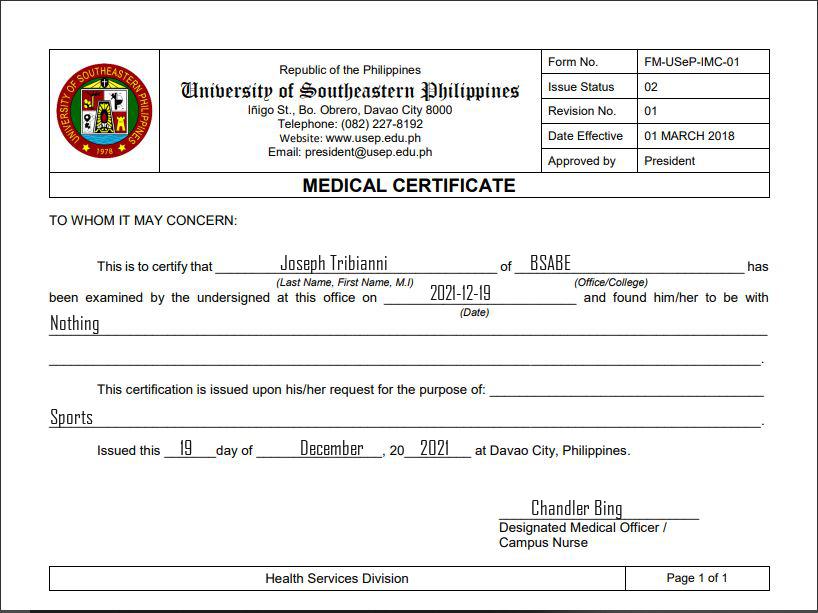 UNIVERSITY OF SOUTHEASTERN PHILIPPINES
1978
Republic of the Philippines
University of Southeastern Philippines
Iñigo St., Bo. Obrero, Davao City 8000
Telephone: (082) 227-8192
Website: www.usep.edu.ph
Email: president@usep.edu.ph
Form No. FM-USeP-IMC-01
Issue Status 02
Revision No. 01
Date Effective 01 MARCH 2018
Approved by President
MEDICAL CERTIFICATE
TO WHOM IT MAY CONCERN:
This is to certify that Joseph Tribianni of BSABE has
(Last Name, First Name, M.I) (Office/College)
been examined by the undersigned at this office on 2021-12-19 and found him/her to be with
(Date)
Nothing
.
This certification is issued upon his/her request for the purpose of:
Sports .
Issued this 19 day of December, 20 2021 at Davao City, Philippines.
Chandler Bing
Designated Medical Officer /
Campus Nurse
Health Services Division Page 1 of 1